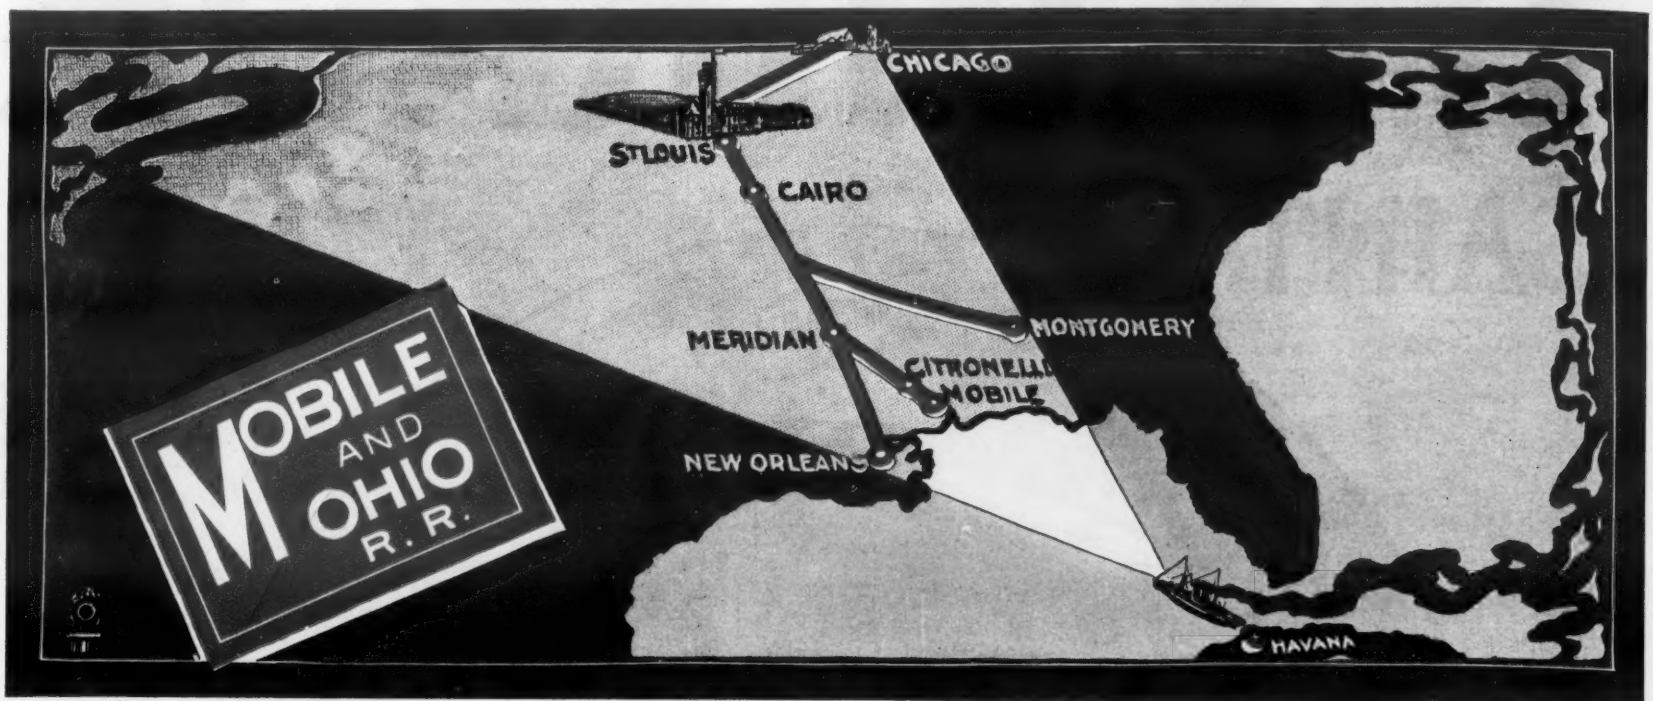 CHICAGO
ST LOUIS
CAIRO
MONTGOMERY
MERIDIAN
CITRONELLE
MOBILE
NEW ORLEANS
HAVANA
MOBILE
AND
OHIO
R. R.